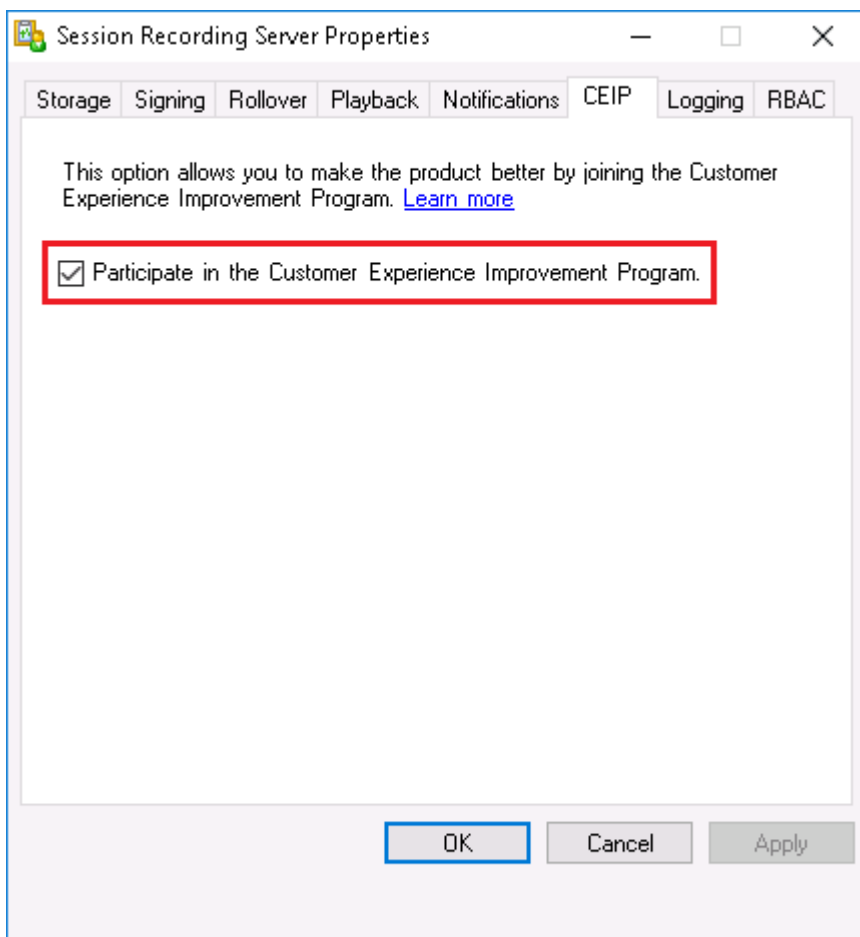 Session Recording Server Properties
Storage Signing Rollover Playback Notifications CEIP Logging RBAC
This option allows you to make the product better by joining the Customer
Experience Improvement Program. Learn more
Participate in the Customer Experience Improvement Program.
OK Cancel Apply